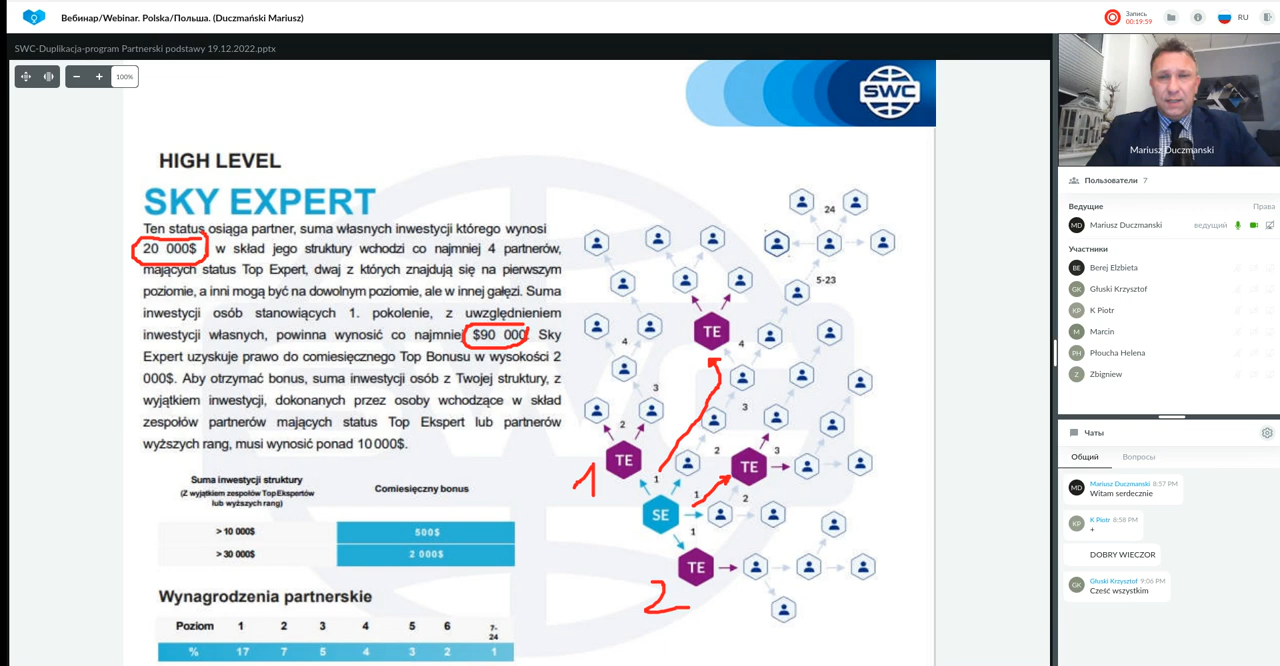 Вебинар/Webinar. Polska/Польша. (Duczmański Mariusz)
Запись
00:19:59
RU
SWC-Duplikacja-program Partnerski podstawy 19.12.2022.pptx
100%
SWC
HIGH LEVEL
SKY EXPERT
Ten status osiąga partner, suma własnych inwestycji którego wynosi
20 000$ w skład jego struktury wchodzi co najmniej 4 partnerów,
mających status Top Expert, dwaj z których znajdują się na pierwszym
poziomie, a inni mogą być na dowolnym poziomie, ale w innej gałęzi. Suma
inwestycji osób stanowiących 1. pokolenie, z uwzględnieniem
inwestycji własnych, powinna wynosić co najmniej $90 000 Sky
Expert uzyskuje prawo do comiesięcznego Top Bonusu w wysokości 2
000$. Aby otrzymać bonus, suma inwestycji osób z Twojej struktury, z
wyjątkiem inwestycji, dokonanych przez osoby wchodzące w skład
zespołów partnerów mających status Top Ekspert lub partnerów
wyższych rang, musi wynosić ponad 10 000$.
Suma inwestycji struktury
(Z wyjątkiem zespołów Top Ekspertów
lub wyższych rang)
Comiesięczny bonus
> 10 000$ 500$
> 30 000$ 2 000$
Wynagrodzenia partnerskie
Poziom 1 2 3 4 5 6 7-
24
% 17 7 5 4 3 2 1
24
5-23
TE
4
4
3
3
2
TE
1
2
TE
3
1
SE
1
2
1
TE
2
Mariusz Duczmanski
Пользователи 7
Ведущие Права
MD Mariusz Duczmanski ведущий
Участники
BE Berej Elzbieta
GK Głuski Krzysztof
KP K Piotr
M Marcin
PH Płoucha Helena
Z Zbigniew
Чаты
Общий Вопросы
MD Mariusz Duczmanski 8:57 PM
Witam serdecznie
KP K Piotr 8:58 PM
+
DOBRY WIECZOR
GK Głuski Krzysztof 9:06 PM
Cześć wszystkim